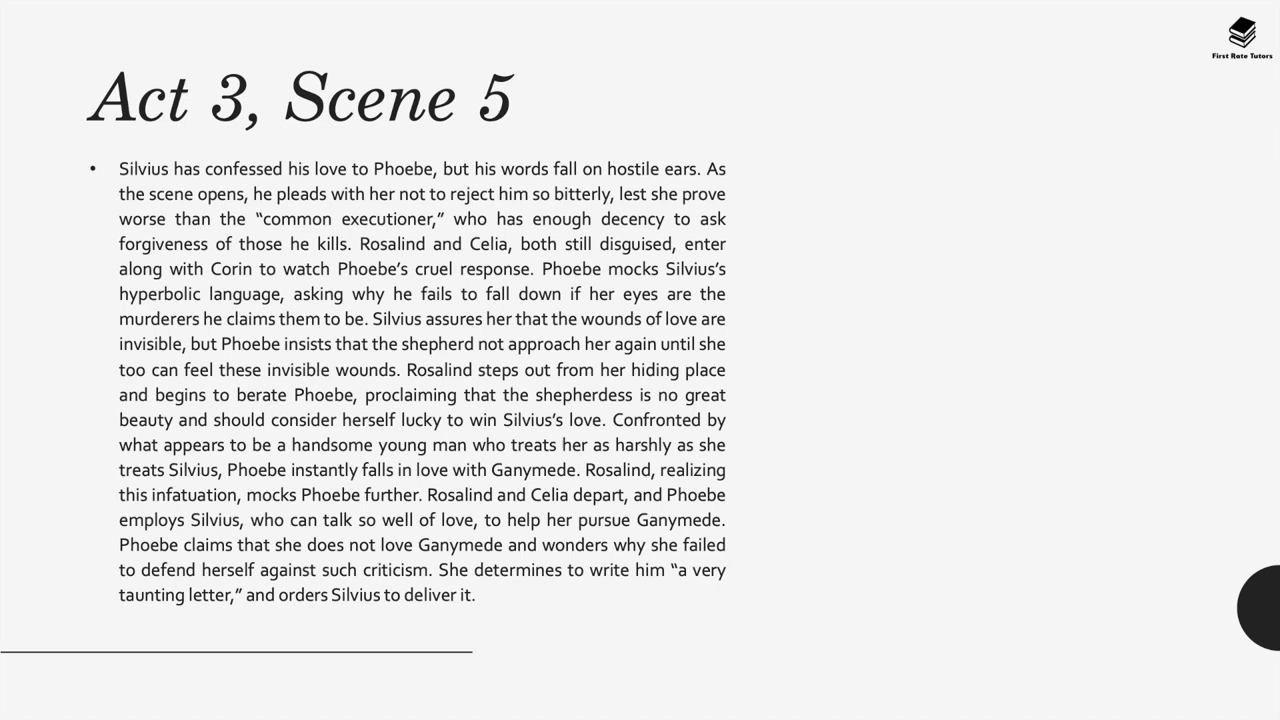 First Rate Tutors
Act 3, Scene 5
• Silvius has confessed his love to Phoebe, but his words fall on hostile ears. As
the scene opens, he pleads with her not to reject him so bitterly, lest she prove
worse than the “common executioner,” who has enough decency to ask
forgiveness of those he kills. Rosalind and Celia, both still disguised, enter
along with Corin to watch Phoebe’s cruel response. Phoebe mocks Silvius’s
hyperbolic language, asking why he fails to fall down if her eyes are the
murderers he claims them to be. Silvius assures her that the wounds of love are
invisible, but Phoebe insists that the shepherd not approach her again until she
too can feel these invisible wounds. Rosalind steps out from her hiding place
and begins to berate Phoebe, proclaiming that the shepherdess is no great
beauty and should consider herself lucky to win Silvius’s love. Confronted by
what appears to be a handsome young man who treats her as harshly as she
treats Silvius, Phoebe instantly falls in love with Ganymede. Rosalind, realizing
this infatuation, mocks Phoebe further. Rosalind and Celia depart, and Phoebe
employs Silvius, who can talk so well of love, to help her pursue Ganymede.
Phoebe claims that she does not love Ganymede and wonders why she failed
to defend herself against such criticism. She determines to write him “a very
taunting letter,” and orders Silvius to deliver it.